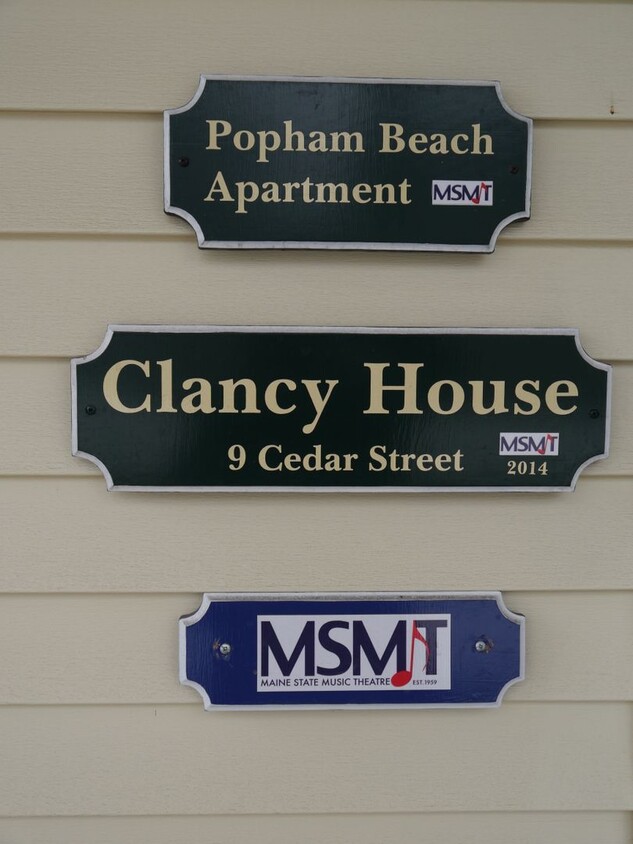 Popham Beach
Apartment MSMT
Clancy House
9 Cedar Street MSMT
2014
MSMT
MAINE STATE MUSIC THEATRE EST. 1959